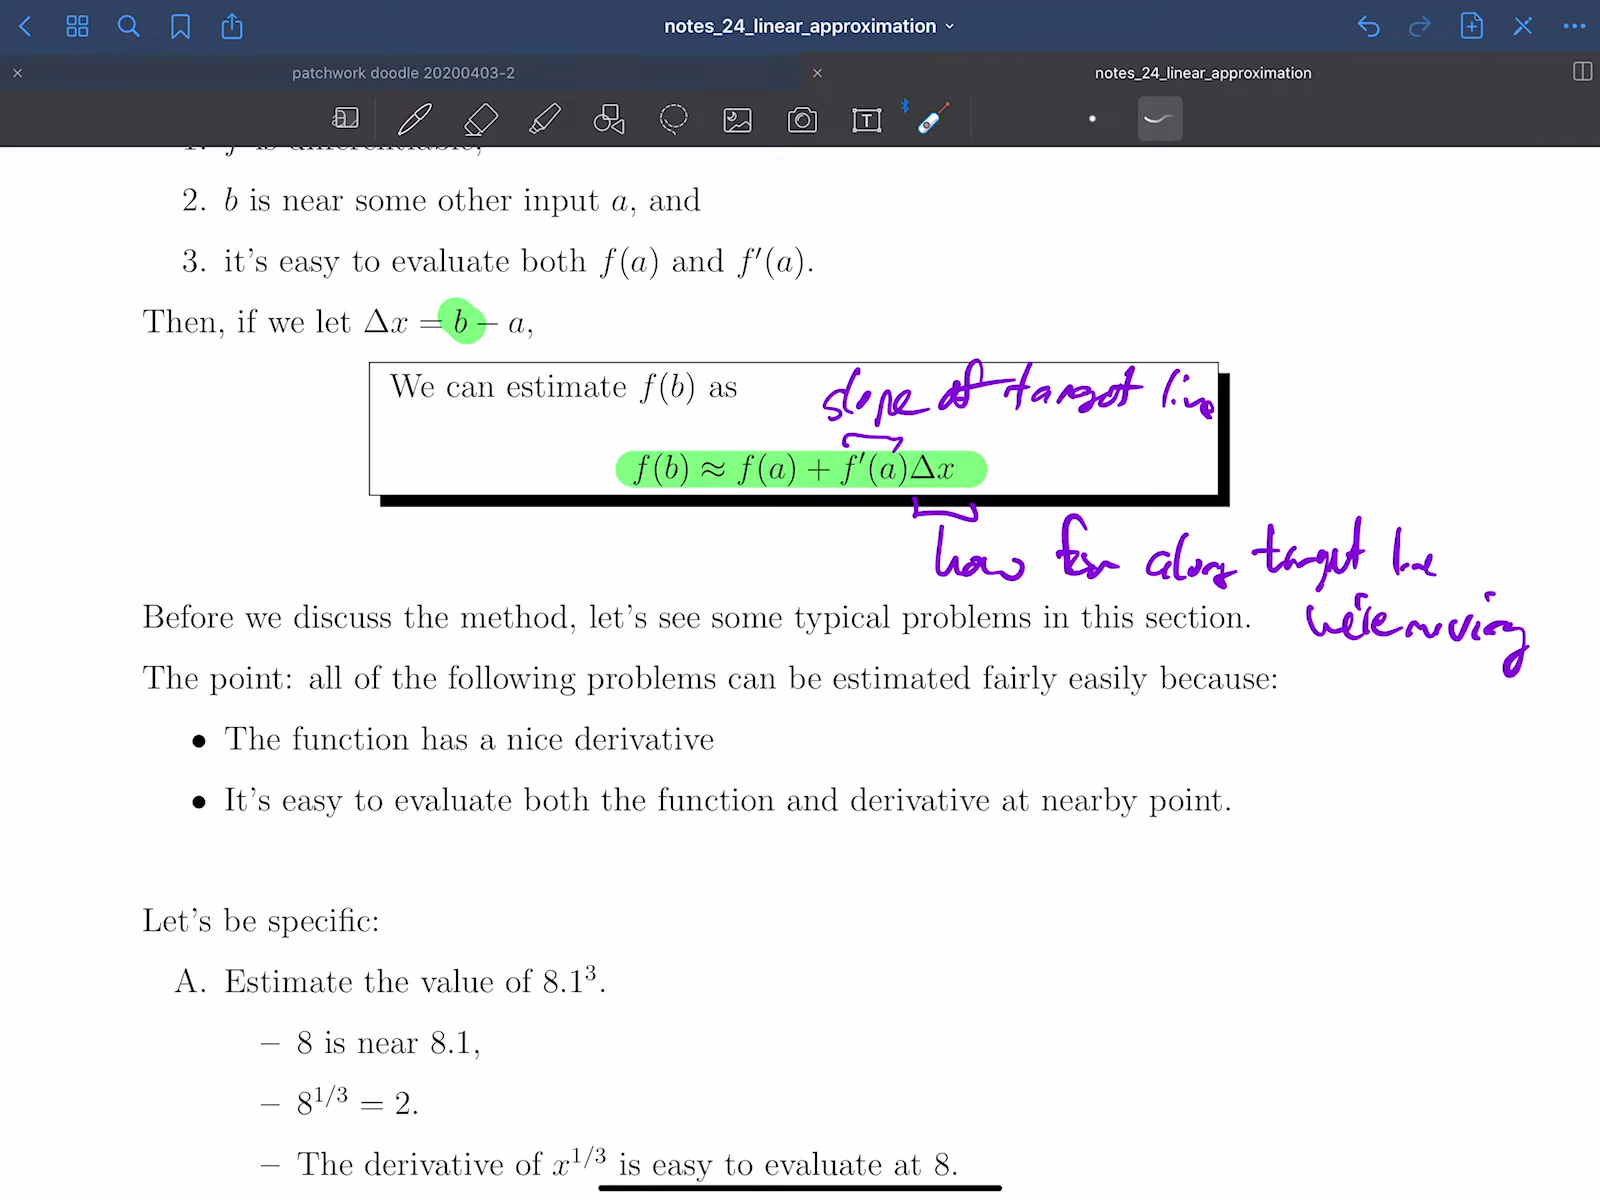 notes_24_linear_approximation
patchwork doodle 20200403-2
notes_24_linear_approximation
1. f is differentiable,
2. b is near some other input a, and
3. it's easy to evaluate both f(a) and f′(a).
Then, if we let Δx = b − a,
We can estimate f(b) as
slope of target line
f(b) ≈ f(a) + f′(a)Δx
how far along target line
we're moving
Before we discuss the method, let's see some typical problems in this section.
The point: all of the following problems can be estimated fairly easily because:
• The function has a nice derivative
• It's easy to evaluate both the function and derivative at nearby point.
Let's be specific:
A. Estimate the value of 8.1³.
– 8 is near 8.1,
– 8^{1/3} = 2.
– The derivative of x^{1/3} is easy to evaluate at 8.